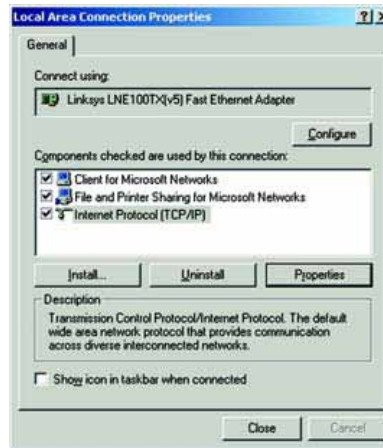 Local Area Connection Properties
General
Connect using:
Linksys LNE100TX(v5) Fast Ethernet Adapter
Configure
Components checked are used by this connection:
Client for Microsoft Networks
File and Printer Sharing for Microsoft Networks
Internet Protocol (TCP/IP)
Install... Uninstall Properties
Description
Transmission Control Protocol/Internet Protocol. The default
wide area network protocol that provides communication
across diverse interconnected networks.
Show icon in taskbar when connected
Close Cancel